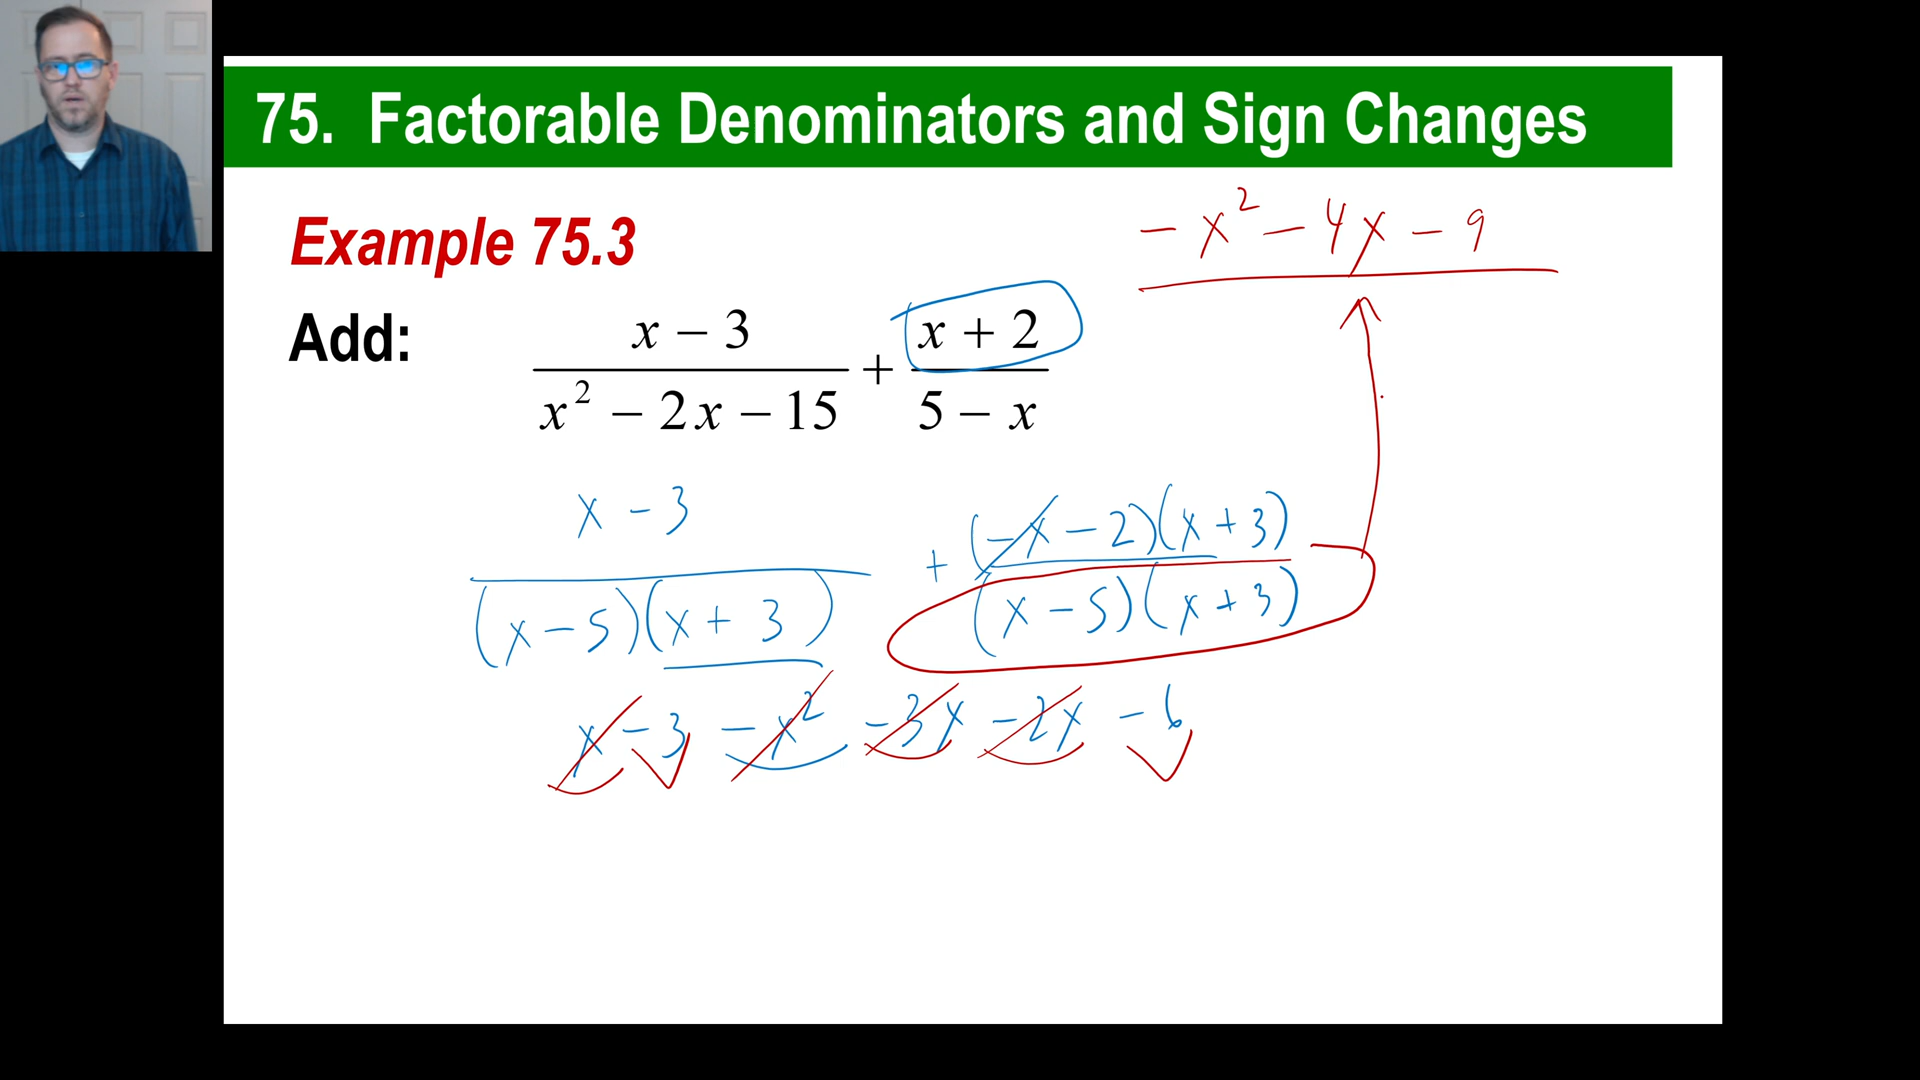 75. Factorable Denominators and Sign Changes
Example 75.3
- x² - 4x - 9
Add: x − 3 / x² − 2x − 15 + x + 2 / 5 − x
x - 3 / (x - 5)(x + 3) + (-x - 2)(x + 3) / (x - 5)(x + 3)
x - 3 - x² - 3x - 2x - 6